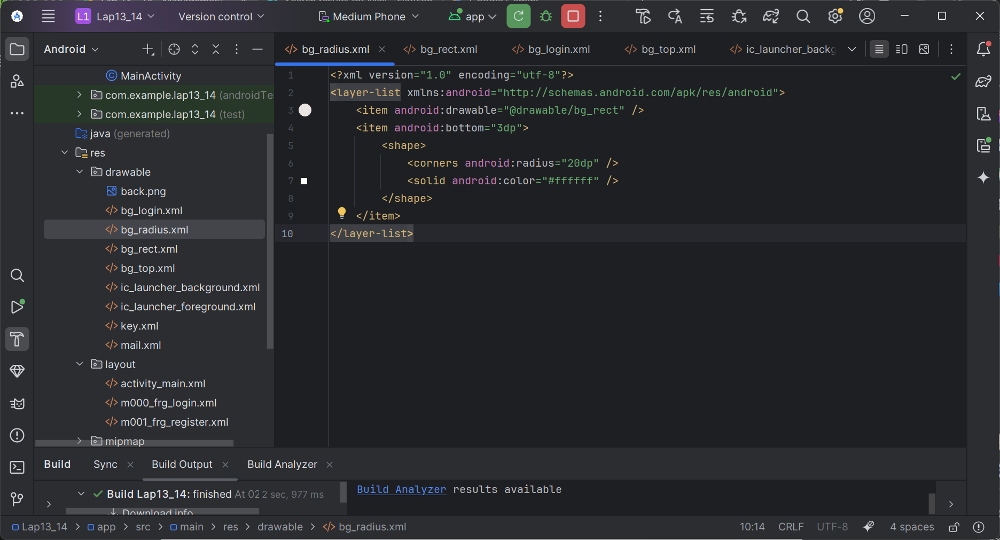 L1 Lap13_14 Version control Medium Phone app
Android
bg_radius.xml bg_rect.xml bg_login.xml bg_top.xml ic_launcher_backg
MainActivity
com.example.lap13_14 (androidTes
com.example.lap13_14 (test)
java (generated)
res
drawable
back.png
bg_login.xml
bg_radius.xml
bg_rect.xml
bg_top.xml
ic_launcher_background.xml
ic_launcher_foreground.xml
key.xml
mail.xml
layout
activity_main.xml
m000_frg_login.xml
m001_frg_register.xml
mipmap
1 <?xml version="1.0" encoding="utf-8"?>
2 <layer-list xmlns:android="http://schemas.android.com/apk/res/android">
3 <item android:drawable="@drawable/bg_rect" />
4 <item android:bottom="3dp">
5 <shape>
6 <corners android:radius="20dp" />
7 <solid android:color="#ffffff" />
8 </shape>
9 </item>
10 </layer-list>
Build Sync Build Output Build Analyzer
Build Lap13_14: finished At 02 2 sec, 977 ms
Download info
Build Analyzer results available
Lap13_14 > app > src > main > res > drawable > bg_radius.xml
10:14 CRLF UTF-8 4 spaces